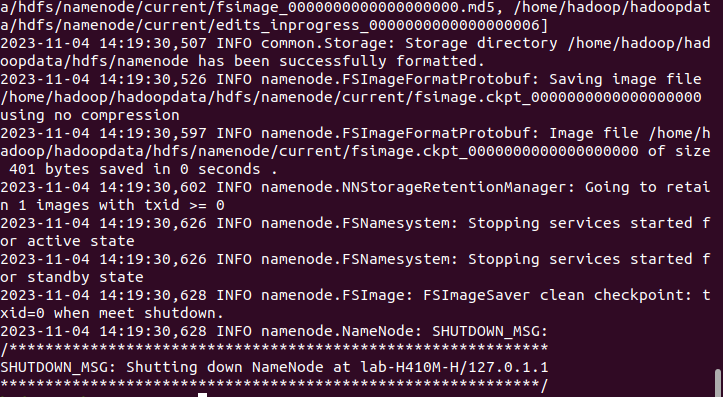 a/hdfs/namenode/current/fsimage_0000000000000000000.md5, /home/hadoop/hadoopdat
a/hdfs/namenode/current/edits_inprogress_0000000000000000006]
2023-11-04 14:19:30,507 INFO common.Storage: Storage directory /home/hadoop/had
oopdata/hdfs/namenode has been successfully formatted.
2023-11-04 14:19:30,526 INFO namenode.FSImageFormatProtobuf: Saving image file
/home/hadoop/hadoopdata/hdfs/namenode/current/fsimage.ckpt_0000000000000000000
using no compression
2023-11-04 14:19:30,597 INFO namenode.FSImageFormatProtobuf: Image file /home/h
adoop/hadoopdata/hdfs/namenode/current/fsimage.ckpt_0000000000000000000 of size
 401 bytes saved in 0 seconds .
2023-11-04 14:19:30,602 INFO namenode.NNStorageRetentionManager: Going to retai
n 1 images with txid >= 0
2023-11-04 14:19:30,626 INFO namenode.FSNamesystem: Stopping services started f
or active state
2023-11-04 14:19:30,626 INFO namenode.FSNamesystem: Stopping services started f
or standby state
2023-11-04 14:19:30,628 INFO namenode.FSImage: FSImageSaver clean checkpoint: t
xid=0 when meet shutdown.
2023-11-04 14:19:30,628 INFO namenode.NameNode: SHUTDOWN_MSG:
/************************************************************
SHUTDOWN_MSG: Shutting down NameNode at lab-H410M-H/127.0.1.1
************************************************************/